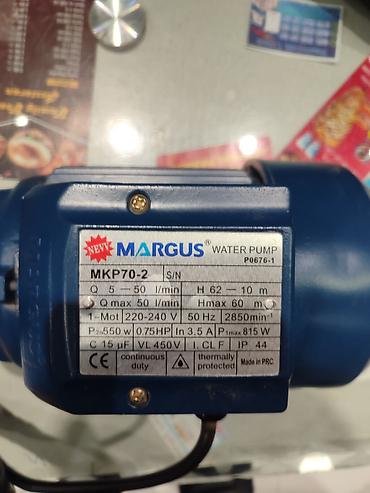 NEVV MARGUS® WATER PUMP
P0676-1
MKP70-2 S/N
Q 5 – 50 l/min H 62 – 10 m
Q max 50 l/min Hmax 60 m
1~Mot 220-240 V 50 Hz 2850min⁻¹
P2 550 w 0.75HP In 3.5 A P1max 815 W
C 15 µF VL 450V I. CL F IP 44
CE continuous duty thermally protected Made in PRC.